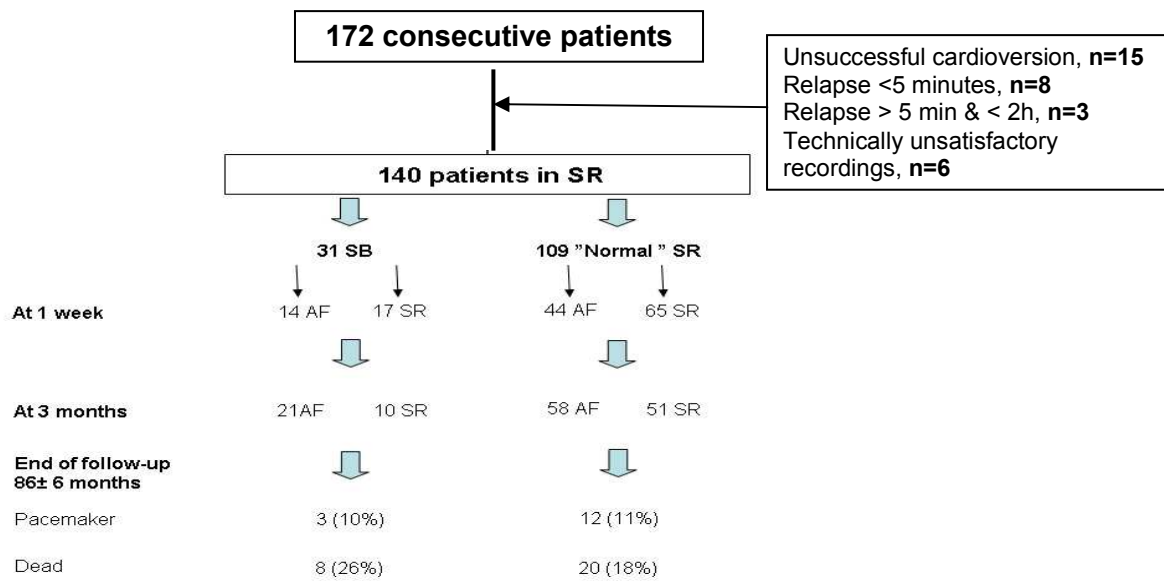 172 consecutive patients
Unsuccessful cardioversion, n=15
Relapse <5 minutes, n=8
Relapse > 5 min & < 2h, n=3
Technically unsatisfactory
recordings, n=6
140 patients in SR
31 SB 109 "Normal " SR
At 1 week 14 AF 17 SR 44 AF 65 SR
At 3 months 21AF 10 SR 58 AF 51 SR
End of follow-up
86± 6 months
Pacemaker 3 (10%) 12 (11%)
Dead 8 (26%) 20 (18%)